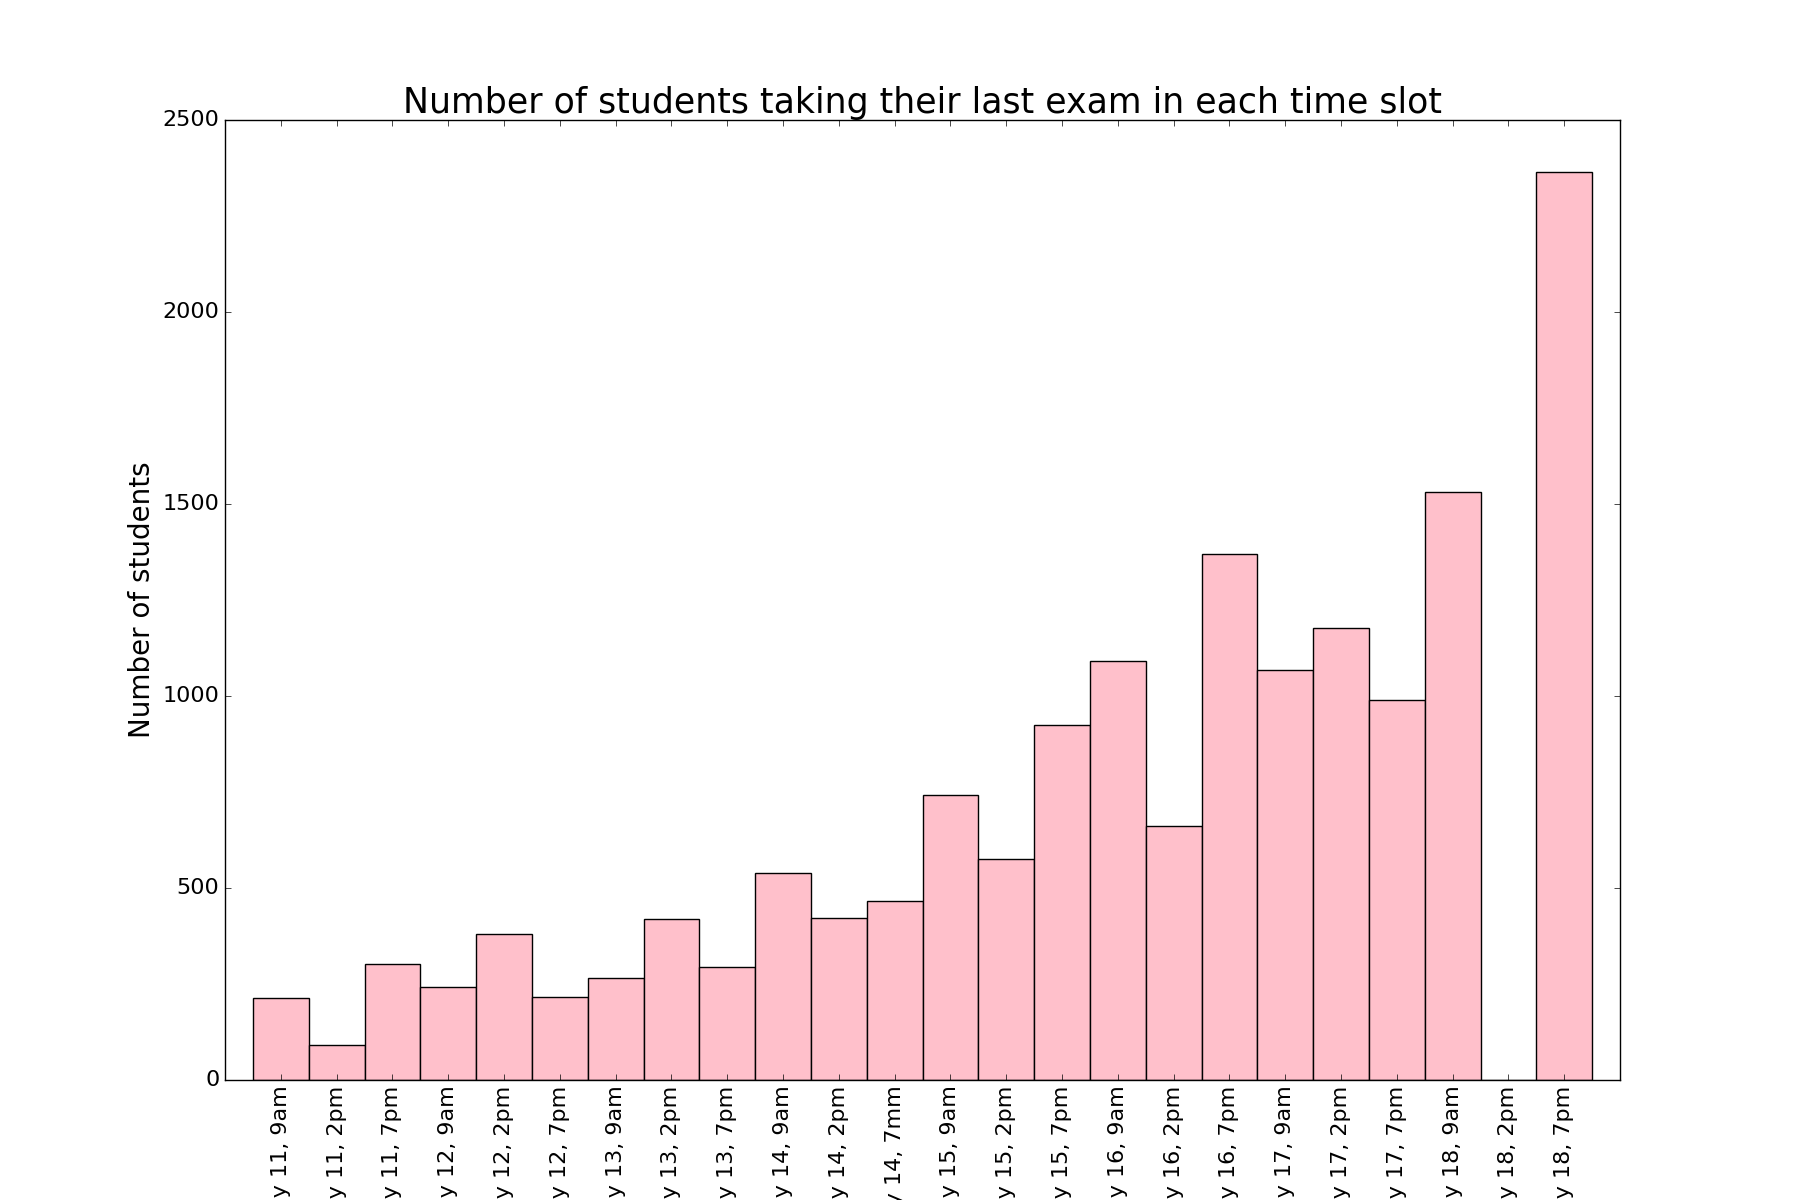 Number of students taking their last exam in each time slot
Number of students
2500
2000
1500
1000
500
0
y 11, 9am
y 11, 2pm
y 11, 7pm
y 12, 9am
y 12, 2pm
y 12, 7pm
y 13, 9am
y 13, 2pm
y 13, 7pm
y 14, 9am
y 14, 2pm
y 14, 7mm
y 15, 9am
y 15, 2pm
y 15, 7pm
y 16, 9am
y 16, 2pm
y 16, 7pm
y 17, 9am
y 17, 2pm
y 17, 7pm
y 18, 9am
y 18, 2pm
y 18, 7pm